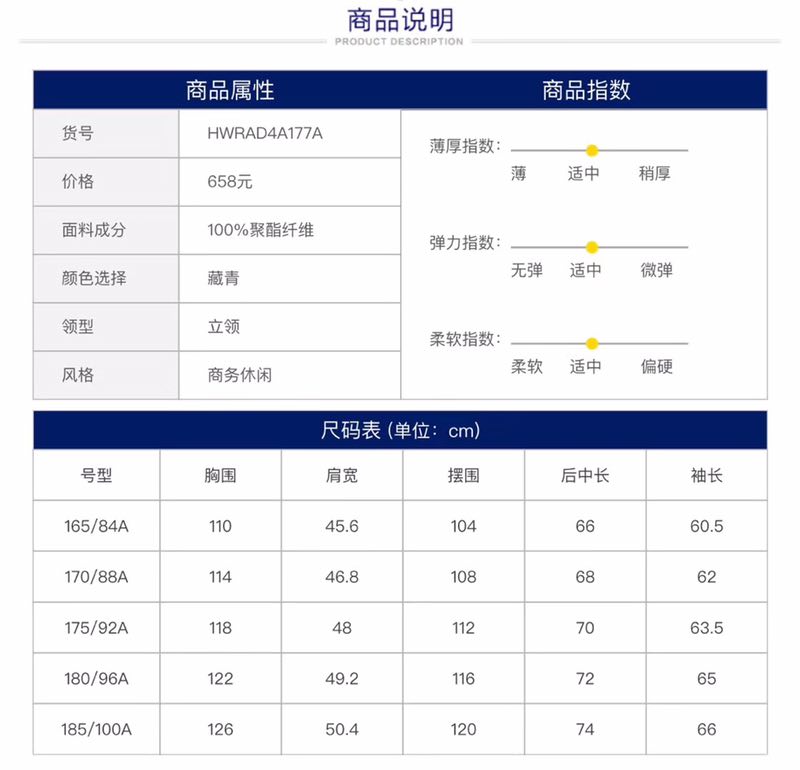 商品说明
PRODUCT DESCRIPTION
商品属性 商品指数
货号 HWRAD4A177A
价格 658元
面料成分 100%聚酯纤维
颜色选择 藏青
领型 立领
风格 商务休闲
薄厚指数：
薄 适中 稍厚
弹力指数：
无弹 适中 微弹
柔软指数：
柔软 适中 偏硬
尺码表 (单位：cm)
号型 胸围 肩宽 摆围 后中长 袖长
165/84A 110 45.6 104 66 60.5
170/88A 114 46.8 108 68 62
175/92A 118 48 112 70 63.5
180/96A 122 49.2 116 72 65
185/100A 126 50.4 120 74 66